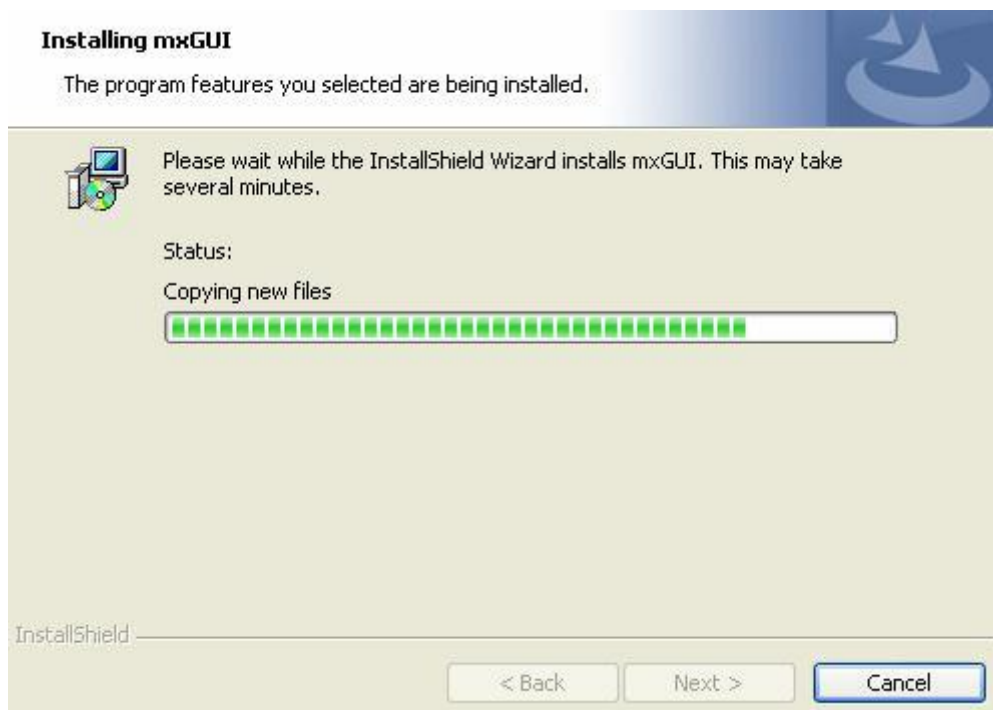 Installing mxGUI
The program features you selected are being installed.
Please wait while the InstallShield Wizard installs mxGUI. This may take
several minutes.
Status:
Copying new files
InstallShield
< Back Next > Cancel